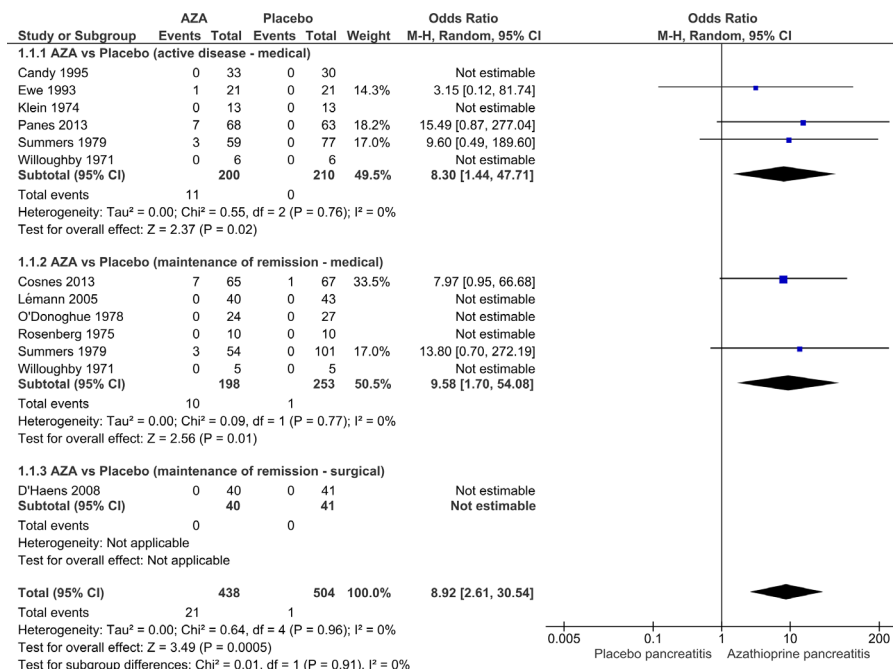 AZA Placebo Odds Ratio Odds Ratio
Study or Subgroup Events Total Events Total Weight M-H, Random, 95% CI M-H, Random, 95% CI
1.1.1 AZA vs Placebo (active disease - medical)
Candy 1995 0 33 0 30 Not estimable
Ewe 1993 1 21 0 21 14.3% 3.15 [0.12, 81.74]
Klein 1974 0 13 0 13 Not estimable
Panes 2013 7 68 0 63 18.2% 15.49 [0.87, 277.04]
Summers 1979 3 59 0 77 17.0% 9.60 [0.49, 189.60]
Willoughby 1971 0 6 0 6 Not estimable
Subtotal (95% CI) 200 210 49.5% 8.30 [1.44, 47.71]
Total events 11 0
Heterogeneity: Tau² = 0.00; Chi² = 0.55, df = 2 (P = 0.76); I² = 0%
Test for overall effect: Z = 2.37 (P = 0.02)
1.1.2 AZA vs Placebo (maintenance of remission - medical)
Cosnes 2013 7 65 1 67 33.5% 7.97 [0.95, 66.68]
Lémann 2005 0 40 0 43 Not estimable
O'Donoghue 1978 0 24 0 27 Not estimable
Rosenberg 1975 0 10 0 10 Not estimable
Summers 1979 3 54 0 101 17.0% 13.80 [0.70, 272.19]
Willoughby 1971 0 5 0 5 Not estimable
Subtotal (95% CI) 198 253 50.5% 9.58 [1.70, 54.08]
Total events 10 1
Heterogeneity: Tau² = 0.00; Chi² = 0.09, df = 1 (P = 0.77); I² = 0%
Test for overall effect: Z = 2.56 (P = 0.01)
1.1.3 AZA vs Placebo (maintenance of remission - surgical)
D'Haens 2008 0 40 0 41 Not estimable
Subtotal (95% CI) 40 41 Not estimable
Total events 0 0
Heterogeneity: Not applicable
Test for overall effect: Not applicable
Total (95% CI) 438 504 100.0% 8.92 [2.61, 30.54]
Total events 21 1
Heterogeneity: Tau² = 0.00; Chi² = 0.64, df = 4 (P = 0.96); I² = 0%
Test for overall effect: Z = 3.49 (P = 0.0005)
Test for subgroup differences: Chi² = 0.01, df = 1 (P = 0.91), I² = 0%
0.005 0.1 1 10 200
Placebo pancreatitis Azathioprine pancreatitis